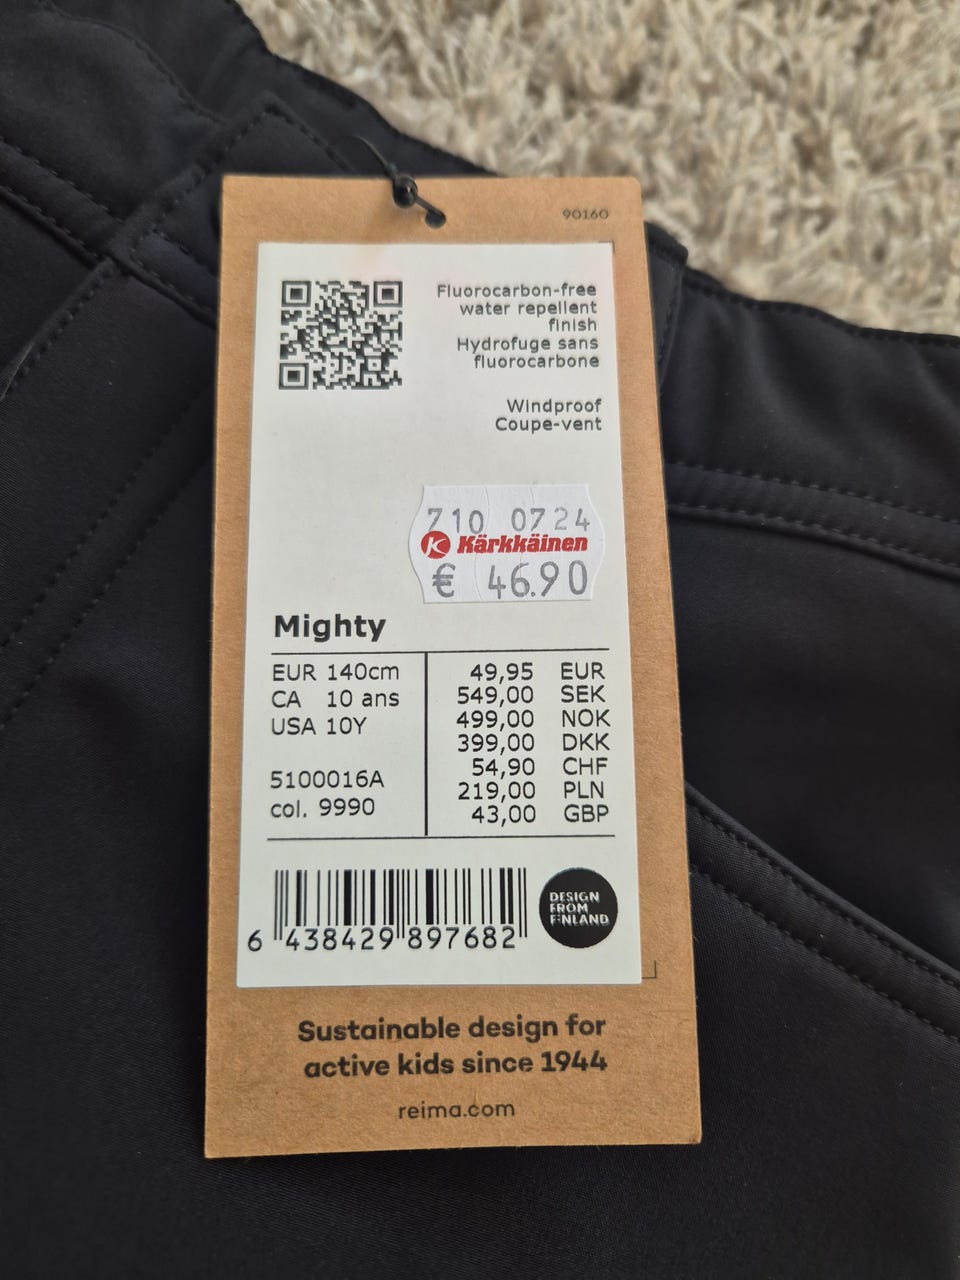 90160
Fluorocarbon-free
water repellent
finish
Hydrofuge sans
fluorocarbone
Windproof
Coupe-vent
710 0724
K Kärkkäinen
€ 46.90
Mighty
EUR 140cm
CA 10 ans
USA 10Y
5100016A
col. 9990
49,95 EUR
549,00 SEK
499,00 NOK
399,00 DKK
54,90 CHF
219,00 PLN
43,00 GBP
6 438429 897682
DESIGN
FROM
FINLAND
Sustainable design for
active kids since 1944
reima.com